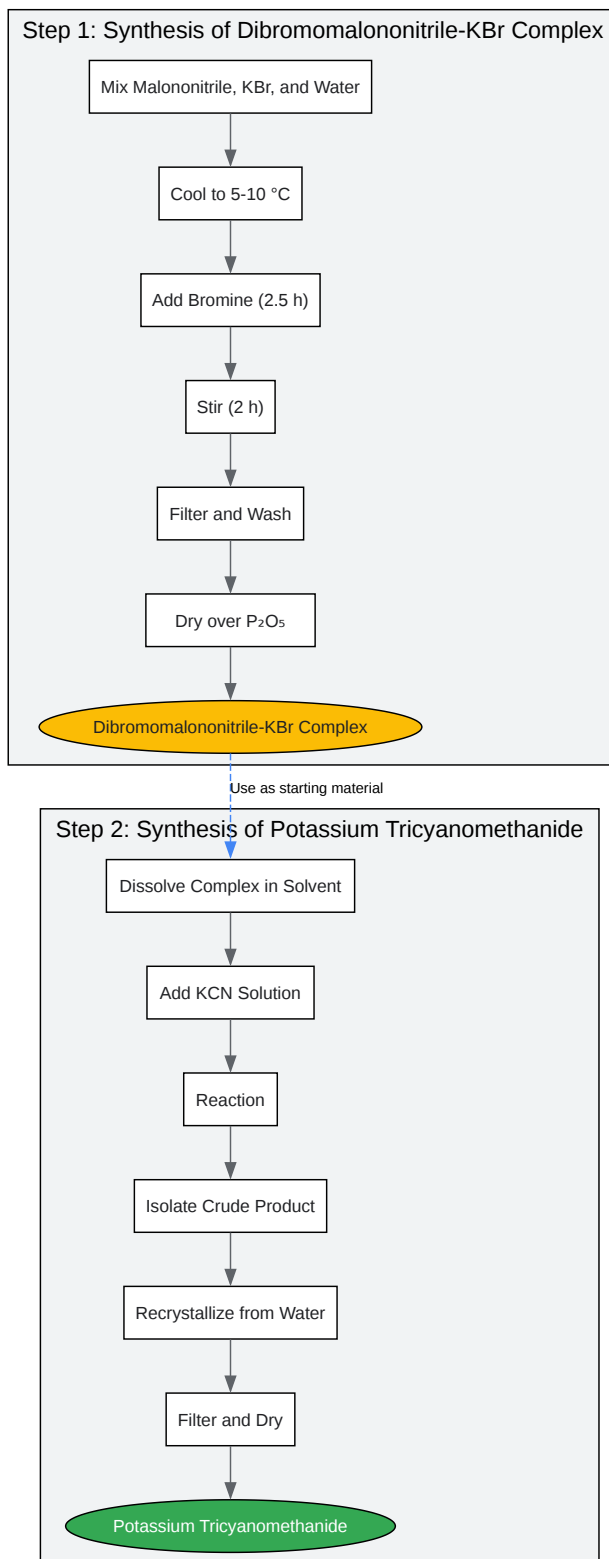 Step 1: Synthesis of Dibromomalononitrile-KBr Complex
Mix Malononitrile, KBr, and Water
Cool to 5-10 °C
Add Bromine (2.5 h)
Stir (2 h)
Filter and Wash
Dry over P₂O₅
Dibromomalononitrile-KBr Complex
Use as starting material
Step 2: Synthesis of Potassium Tricyanomethanide
Dissolve Complex in Solvent
Add KCN Solution
Reaction
Isolate Crude Product
Recrystallize from Water
Filter and Dry
Potassium Tricyanomethanide